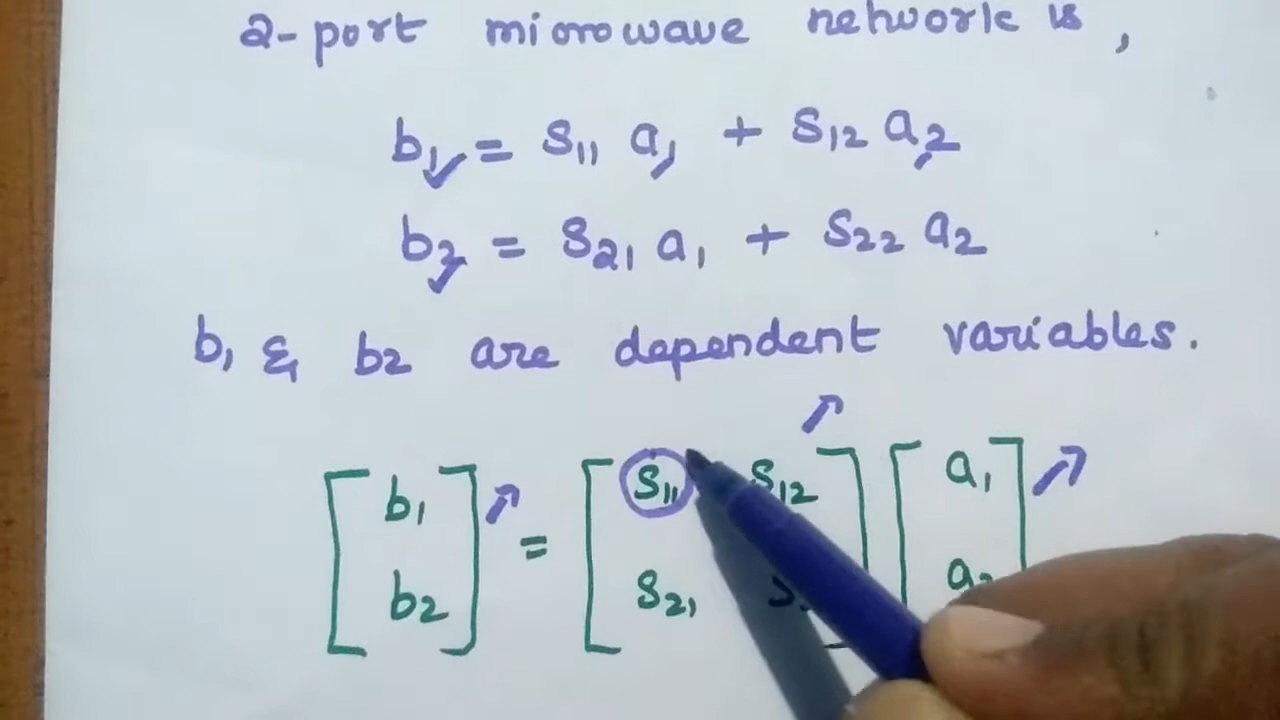 2-port microwave network is,
b1 = S11 a1 + S12 a2
b2 = S21 a1 + S22 a2
b1 & b2 are dependent variables.
[b1] = [S11 S12] [a1]
[b2] [S21 [a2]